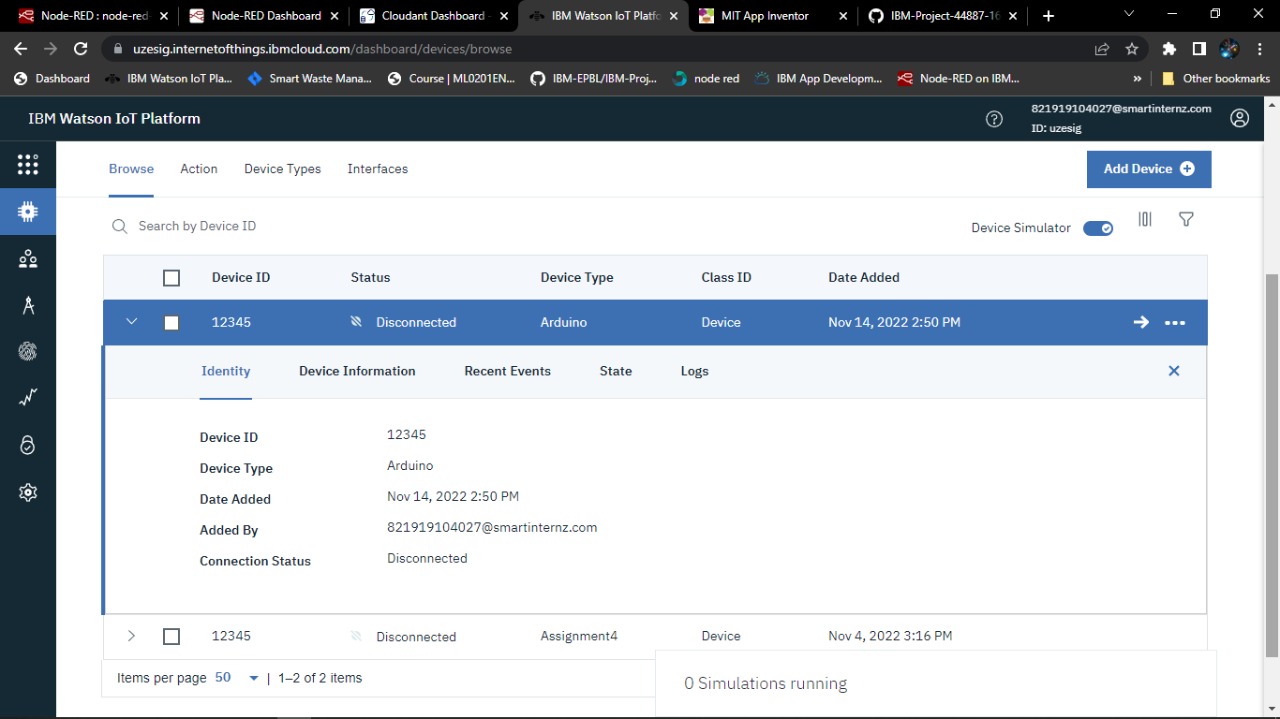 Node-RED : node-red
Node-RED Dashboard
Cloudant Dashboard
IBM Watson IoT Platfo
MIT App Inventor
IBM-Project-44887-16
uzesig.internetofthings.ibmcloud.com/dashboard/devices/browse
Dashboard
IBM Watson IoT Pla...
Smart Waste Mana...
Course | ML0201EN...
IBM-EPBL/IBM-Proj...
node red
IBM App Developm...
Node-RED on IBM...
»
Other bookmarks
IBM Watson IoT Platform
821919104027@smartinternz.com
ID: uzesig
Browse Action Device Types Interfaces
Add Device
Search by Device ID
Device Simulator
Device ID Status Device Type Class ID Date Added
12345 Disconnected Arduino Device Nov 14, 2022 2:50 PM
Identity Device Information Recent Events State Logs
Device ID 12345
Device Type Arduino
Date Added Nov 14, 2022 2:50 PM
Added By 821919104027@smartinternz.com
Connection Status Disconnected
12345 Disconnected Assignment4 Device Nov 4, 2022 3:16 PM
Items per page 50 | 1–2 of 2 items
0 Simulations running